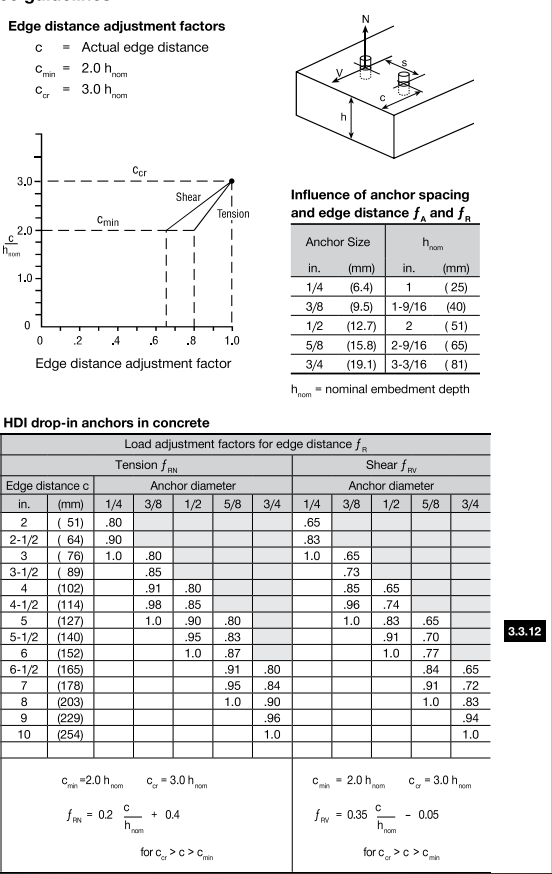 Edge distance adjustment factors
c = Actual edge distance
c_min = 2.0 h_nom
c_cr = 3.0 h_nom
N
V
s
c
h
3.0
2.0
1.0
0
c
h_nom
c_cr
c_min
Shear
Tension
0 .2 .4 .6 .8 1.0
Edge distance adjustment factor
Influence of anchor spacing
and edge distance f_A and f_R
Anchor Size h_nom
in. (mm) in. (mm)
1/4 (6.4) 1 ( 25)
3/8 (9.5) 1-9/16 (40)
1/2 (12.7) 2 ( 51)
5/8 (15.8) 2-9/16 ( 65)
3/4 (19.1) 3-3/16 ( 81)
h_nom = nominal embedment depth
HDI drop-in anchors in concrete
Load adjustment factors for edge distance f_R
Tension f_RN Shear f_RV
Edge distance c Anchor diameter Anchor diameter
in. (mm) 1/4 3/8 1/2 5/8 3/4 1/4 3/8 1/2 5/8 3/4
2 ( 51) .80 .65
2-1/2 ( 64) .90 .83
3 ( 76) 1.0 .80 1.0 .65
3-1/2 ( 89) .85 .73
4 (102) .91 .80 .85 .65
4-1/2 (114) .98 .85 .96 .74
5 (127) 1.0 .90 .80 1.0 .83 .65
5-1/2 (140) .95 .83 .91 .70
6 (152) 1.0 .87 1.0 .77
6-1/2 (165) .91 .80 .84 .65
7 (178) .95 .84 .91 .72
8 (203) 1.0 .90 1.0 .83
9 (229) .96 .94
10 (254) 1.0 1.0
c_min =2.0 h_nom c_cr = 3.0 h_nom
f_RN = 0.2 c/h_nom + 0.4
for c_cr > c > c_min
c_min = 2.0 h_nom c_cr = 3.0 h_nom
f_RV = 0.35 c/h_nom - 0.05
for c_cr > c > c_min
3.3.12